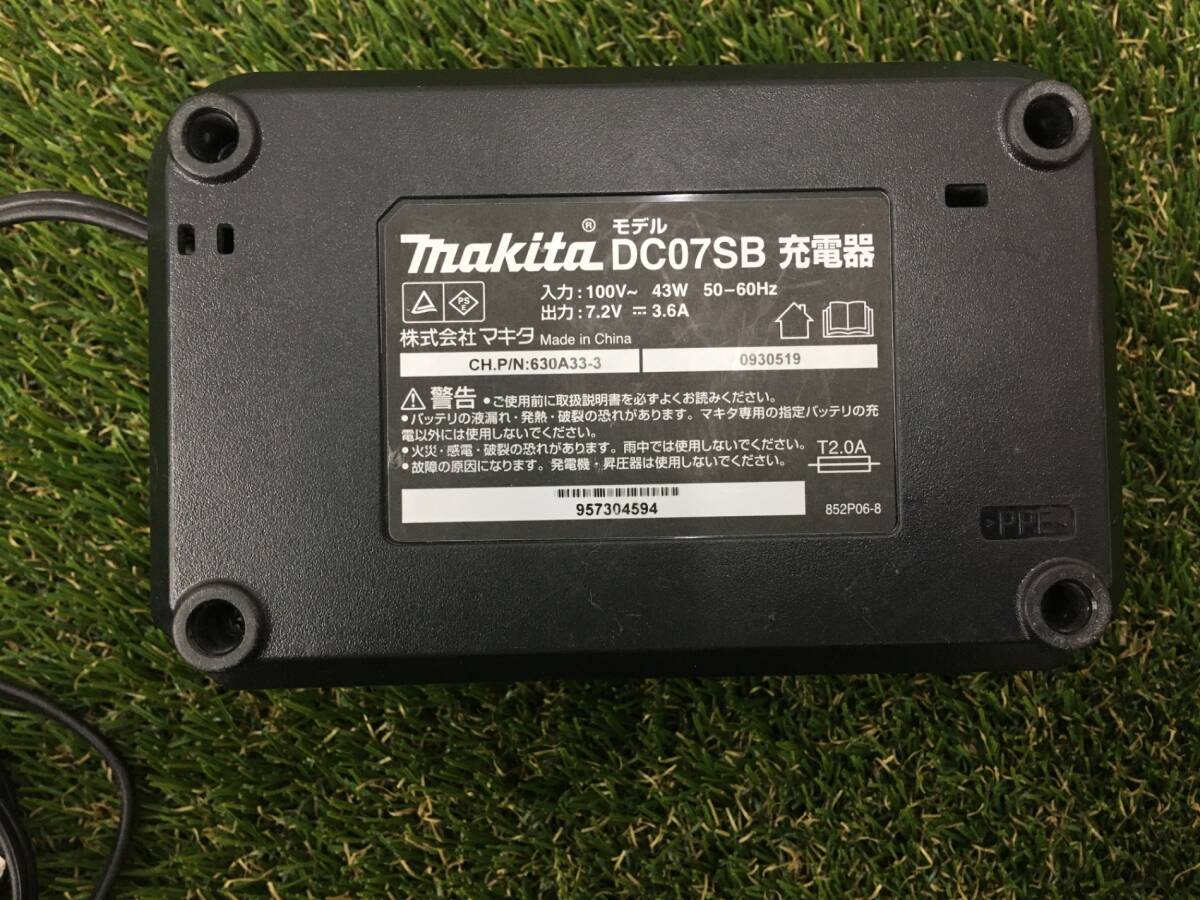 makita® モデル DC07SB 充電器
PSE
入力：100V~ 43W 50-60Hz
出力：7.2V ⎓ 3.6A
株式会社 マキタ Made in China
CH.P/N:630A33-3 0930519
⚠ 警告 •ご使用前に取扱説明書を必ずよくお読みください。
•バッテリの液漏れ・発熱・破裂の恐れがあります。マキタ専用の指定バッテリの充
電以外には使用しないでください。
•火災・感電・破裂の恐れがあります。雨中では使用しないでください。
•故障の原因になります。発電機・昇圧器は使用しないでください。
T2.0A
957304594
852P06-8
>PPE<